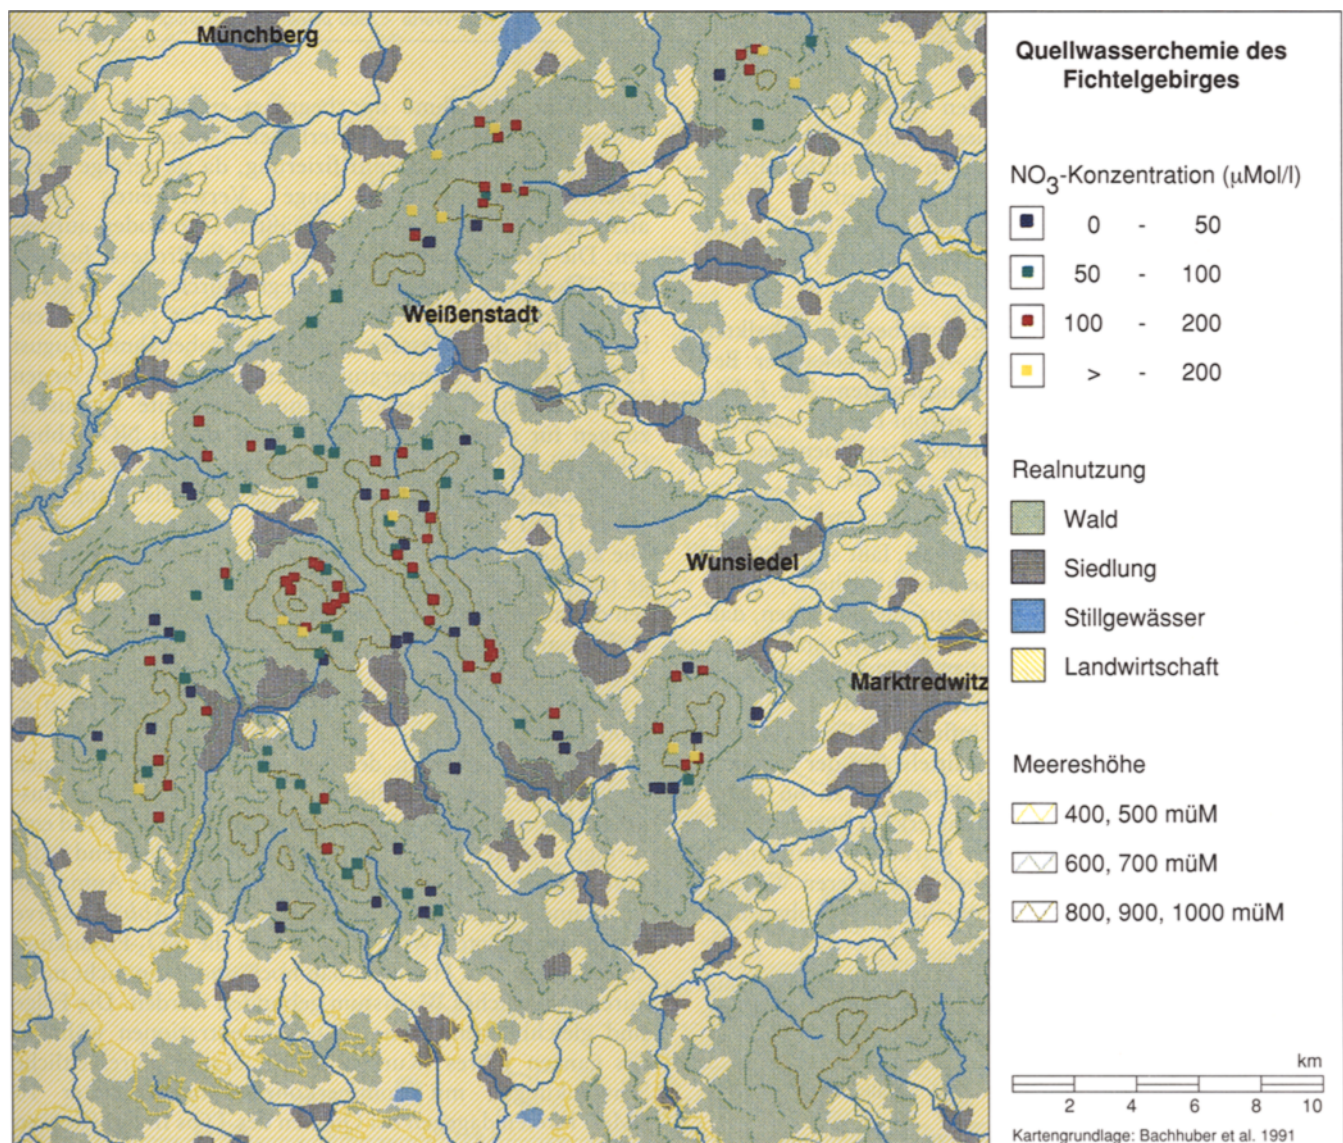 Münchberg
Weißenstadt
Wunsiedel
Marktredwitz
Quellwasserchemie des
Fichtelgebirges
NO3-Konzentration (µMol/l)
0 - 50
50 - 100
100 - 200
> - 200
Realnutzung
Wald
Siedlung
Stillgewässer
Landwirtschaft
Meereshöhe
400, 500 müM
600, 700 müM
800, 900, 1000 müM
km
2 4 6 8 10
Kartengrundlage: Bachhuber et al. 1991